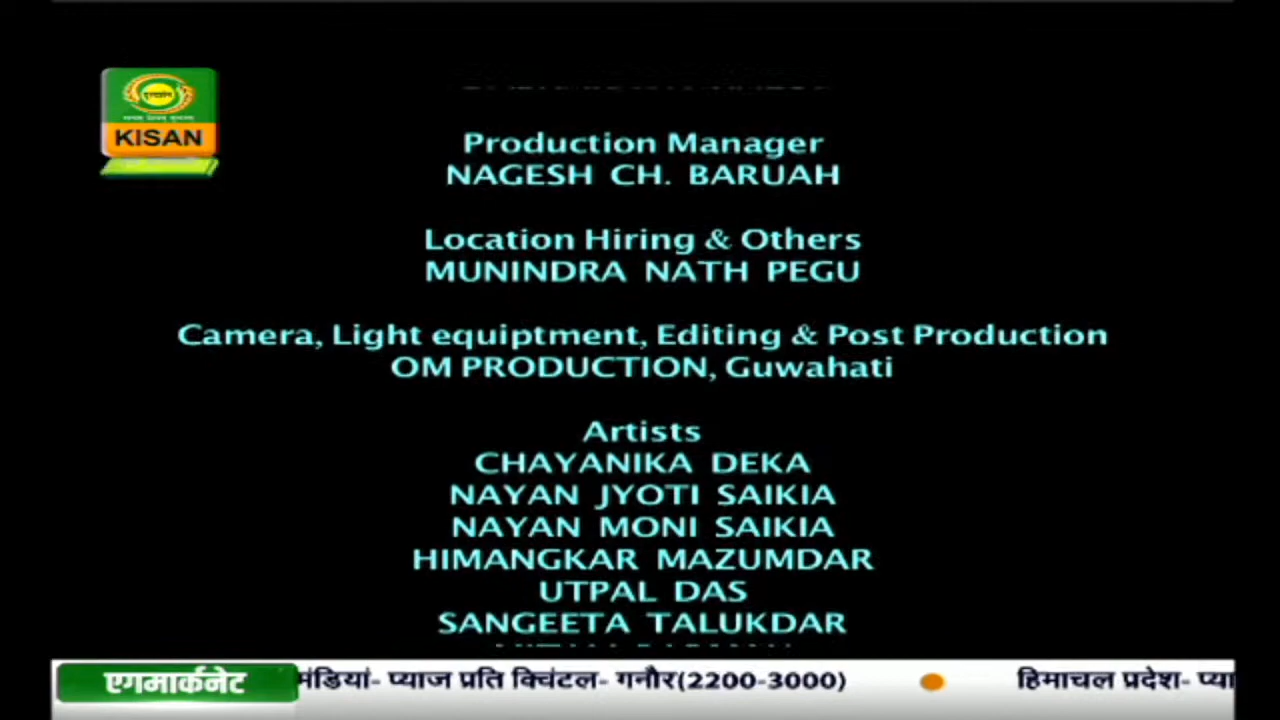 KISAN
Production Manager
NAGESH CH. BARUAH
Location Hiring & Others
MUNINDRA NATH PEGU
Camera, Light equiptment, Editing & Post Production
OM PRODUCTION, Guwahati
Artists
CHAYANIKA DEKA
NAYAN JYOTI SAIKIA
NAYAN MONI SAIKIA
HIMANGKAR MAZUMDAR
UTPAL DAS
SANGEETA TALUKDAR
एगमार्कनेट मंडियां- प्याज प्रति क्विंटल- गनौर(2200-3000) हिमाचल प्रदेश-